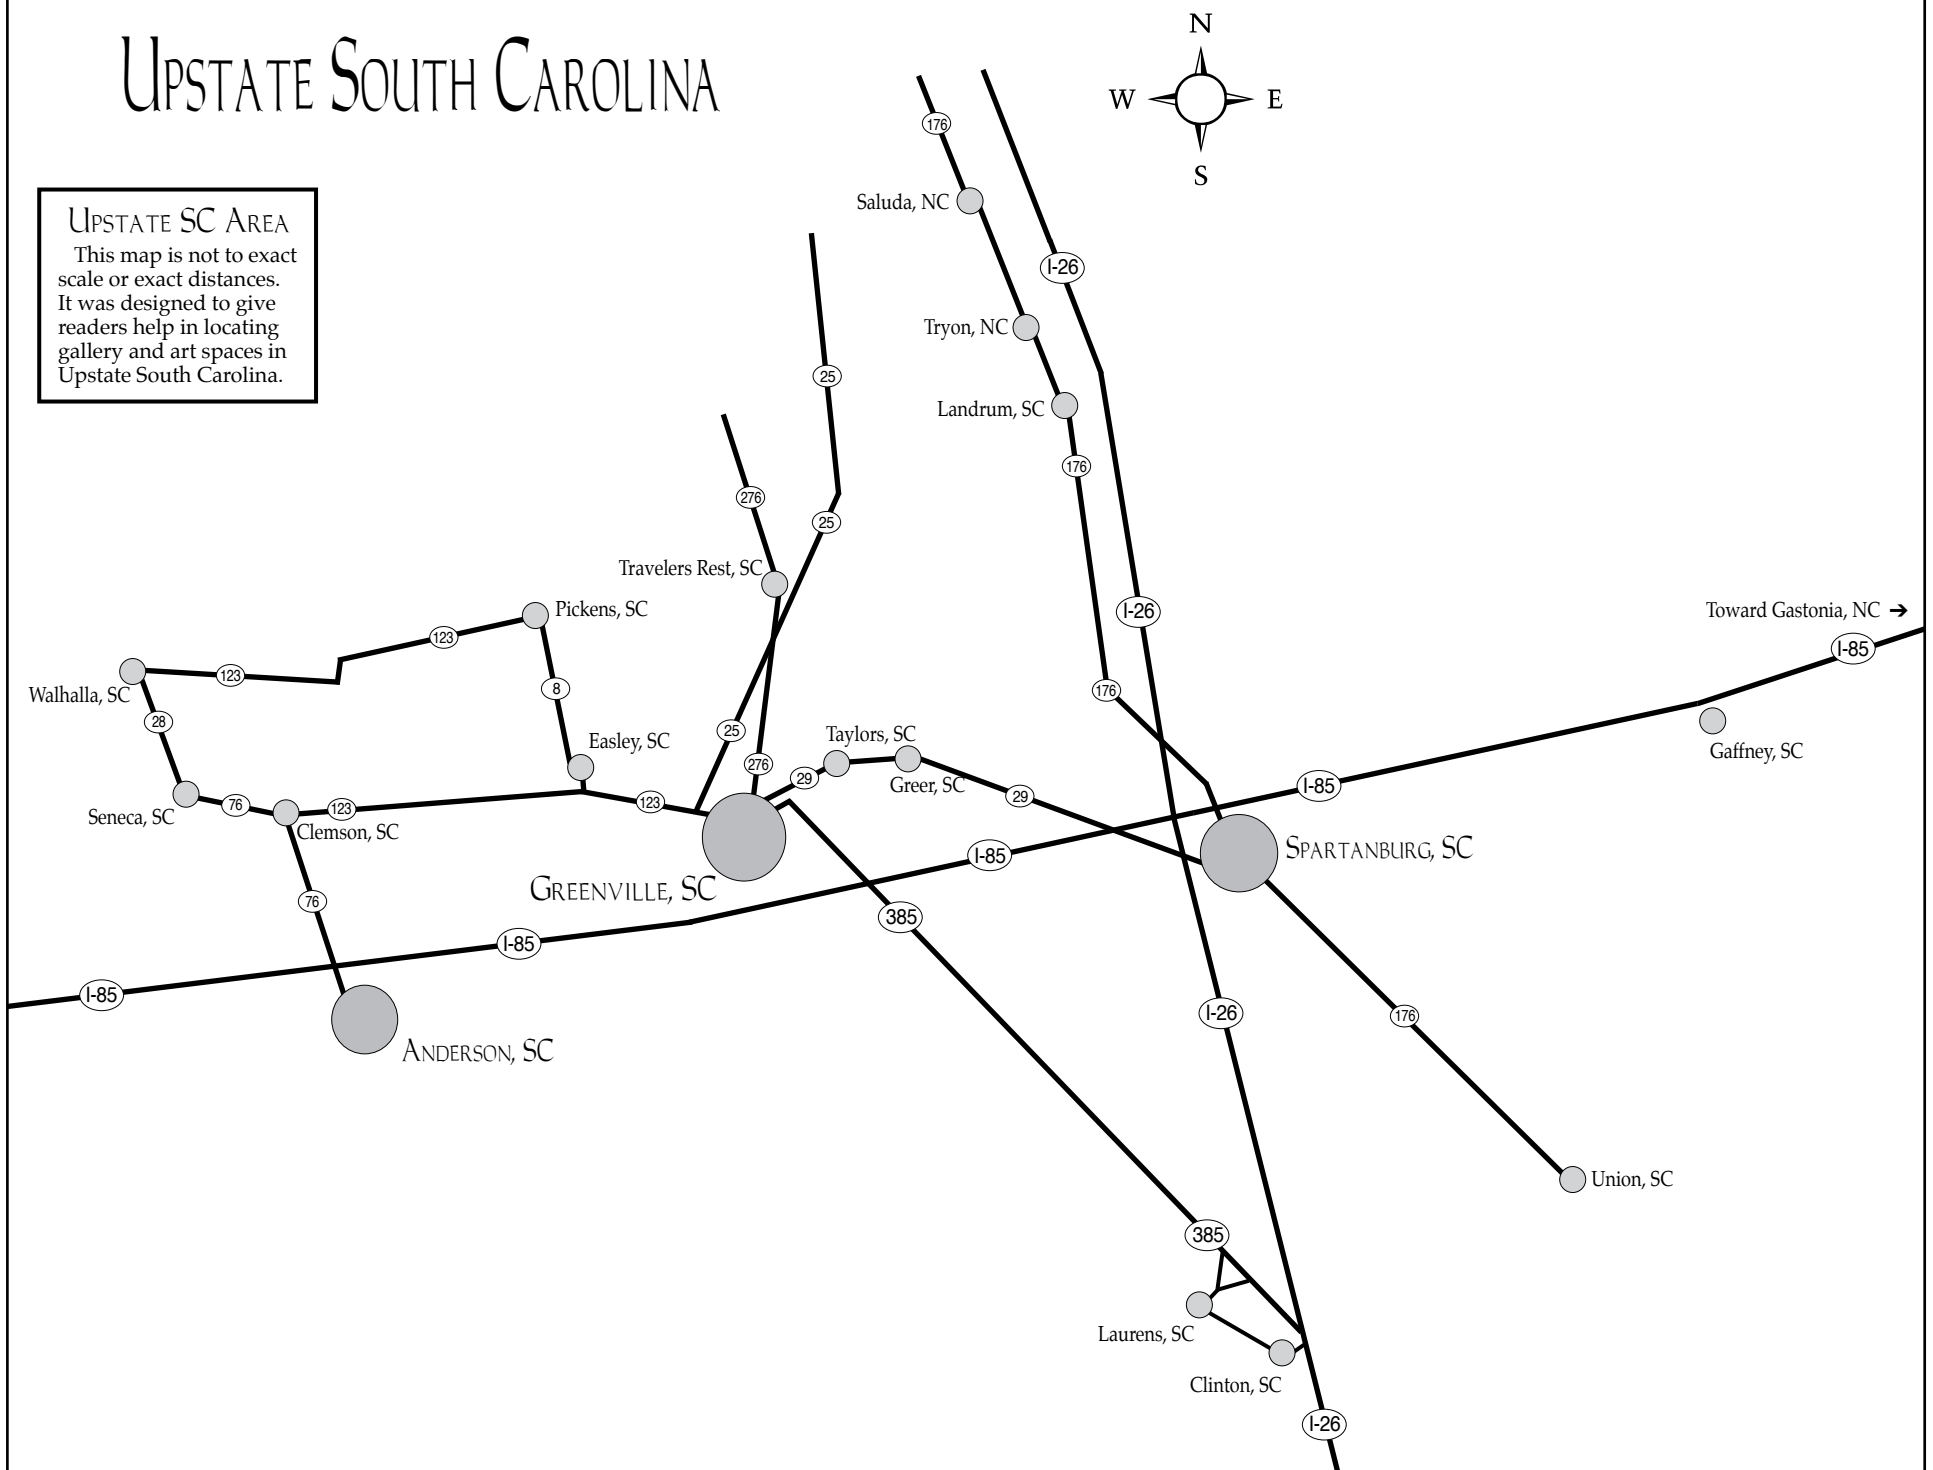 Upstate South Carolina
N
W E
S
176
Saluda, NC
Upstate SC Area
This map is not to exact
scale or exact distances.
It was designed to give
readers help in locating
gallery and art spaces in
Upstate South Carolina.
I-26
Tryon, NC
25
Landrum, SC
176
276
25
Travelers Rest, SC
Pickens, SC
I-26
Toward Gastonia, NC ➔
123
I-85
123
Walhalla, SC
8
176
28
25
Easley, SC
Taylors, SC
Gaffney, SC
276
29
Greer, SC
I-85
29
76
123
123
Seneca, SC
Clemson, SC
Spartanburg, SC
I-85
Greenville, SC
76
385
I-85
I-85
I-26
176
Anderson, SC
Union, SC
385
Laurens, SC
Clinton, SC
I-26